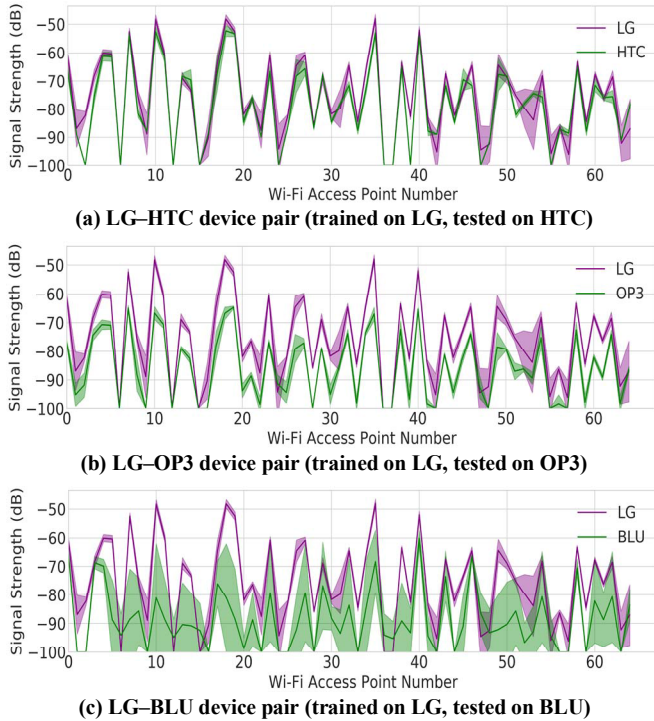 Signal Strength (dB)
−50
−60
−70
−80
−90
−100
LG
HTC
0 10 20 30 40 50 60
Wi-Fi Access Point Number
(a) LG–HTC device pair (trained on LG, tested on HTC)
Signal Strength (dB)
−50
60
−70
−80
−90
−100
LG
OP3
0 10 20 30 40 50 60
Wi-Fi Access Point Number
(b) LG–OP3 device pair (trained on LG, tested on OP3)
Signal Strength (dB)
−50
−60
−70
−80
−90
−100
LG
BLU
0 10 20 30 40 50 60
Wi-Fi Access Point Number
(c) LG–BLU device pair (trained on LG, tested on BLU)